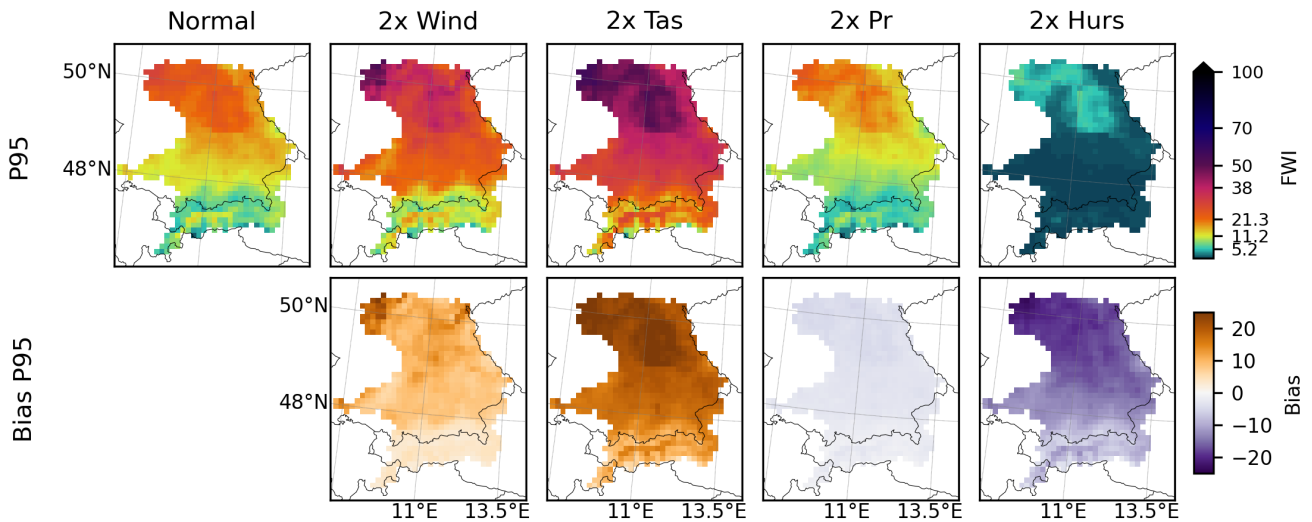 Normal
2x Wind
2x Tas
2x Pr
2x Hurs
P95
50°N
48°N
100
70
50
38
21.3
11.2
5.2
FWI
Bias P95
50°N
48°N
20
10
0
−10
−20
Bias
11°E 13.5°E
11°E 13.5°E
11°E 13.5°E
11°E 13.5°E